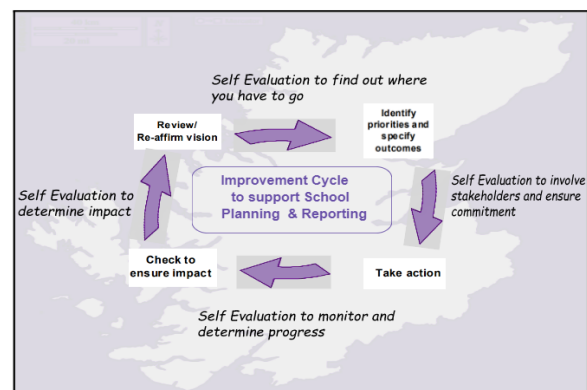 Self Evaluation to find out where
you have to go
Review/
Re-affirm vision
Identify
priorities and
specify
outcomes
Self Evaluation to
determine impact
Improvement Cycle
to support School
Planning & Reporting
Self Evaluation to involve
stakeholders and ensure
commitment
Check to
ensure impact
Take action
Self Evaluation to monitor and
determine progress